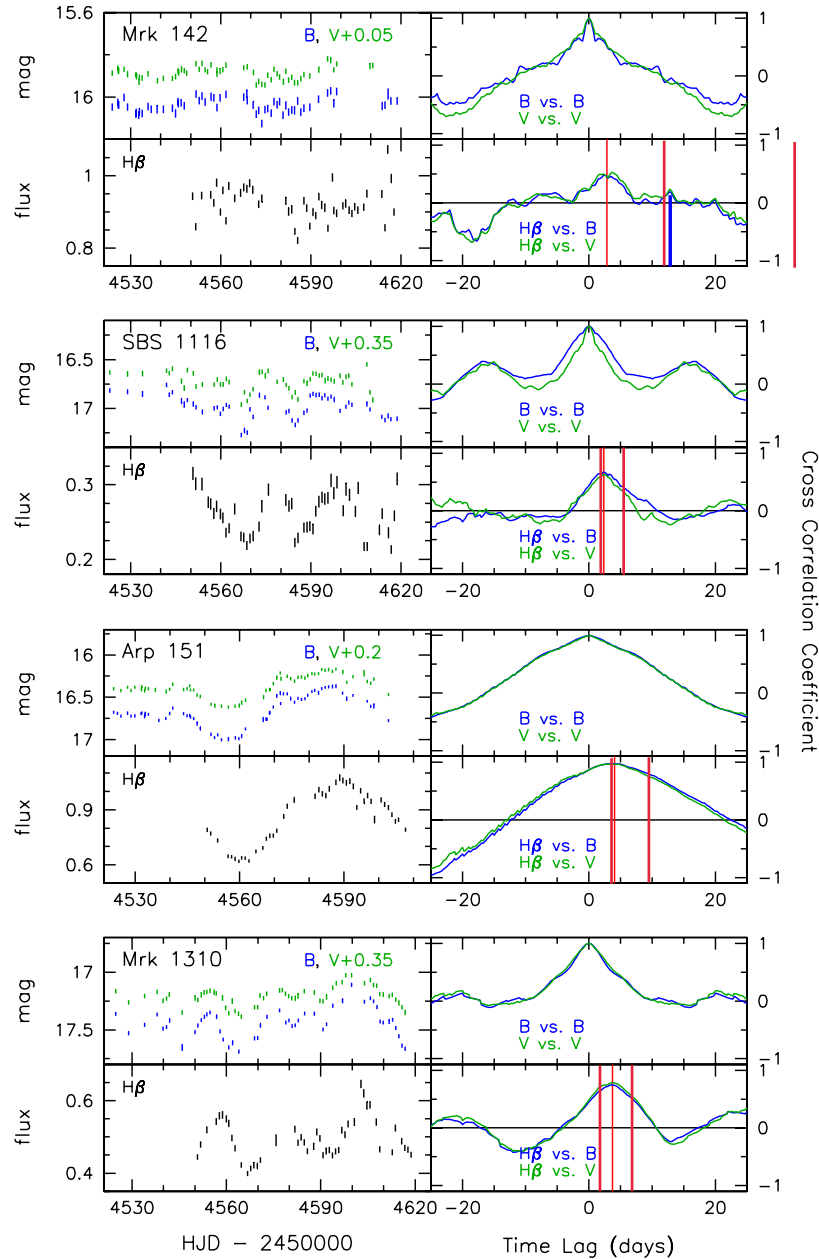 Mrk 142
B, V+0.05
mag
15.6
16
B vs. B
V vs. V
1
0
−1
Hβ
flux
1
0.8
4530
4560
4590
4620
Hβ vs. B
Hβ vs. V
1
0
−1
−20
0
20
SBS 1116
B, V+0.35
mag
16.5
17
B vs. B
V vs. V
1
0
−1
Hβ
flux
0.3
0.2
4530
4560
4590
4620
Hβ vs. B
Hβ vs. V
1
0
−1
−20
0
20
Cross Correlation Coefficient
Arp 151
B, V+0.2
mag
16
16.5
17
B vs. B
V vs. V
1
0
−1
Hβ
flux
0.9
0.6
4530
4560
4590
Hβ vs. B
Hβ vs. V
1
0
−1
−20
0
20
Mrk 1310
B, V+0.35
mag
17
17.5
B vs. B
V vs. V
1
0
−1
Hβ
flux
0.6
0.4
4530
4560
4590
4620
Hβ vs. B
Hβ vs. V
1
0
−1
−20
0
20
HJD − 2450000
Time Lag (days)